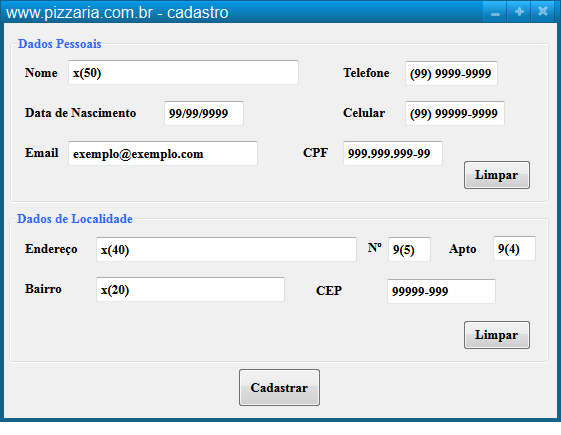 www.pizzaria.com.br - cadastro
Dados Pessoais
Nome x(50) Telefone (99) 9999-9999
Data de Nascimento 99/99/9999 Celular (99) 99999-9999
Email exemplo@exemplo.com CPF 999.999.999-99
Limpar
Dados de Localidade
Endereço x(40) Nº 9(5) Apto 9(4)
Bairro x(20) CEP 99999-999
Limpar
Cadastrar